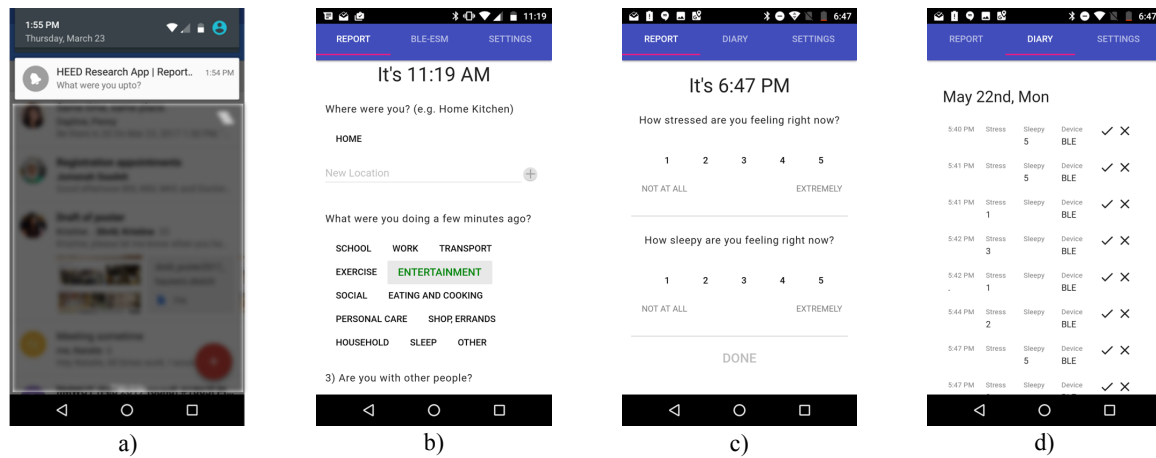 1:55 PM
Thursday, March 23
HEED Research App | Report.. 1:54 PM
What were you upto?
Registration appointments
Draft of poster
Meeting sometime
a)
11:19
REPORT BLE-ESM SETTINGS
It's 11:19 AM
Where were you? (e.g. Home Kitchen)
HOME
New Location
What were you doing a few minutes ago?
SCHOOL WORK TRANSPORT
EXERCISE ENTERTAINMENT
SOCIAL EATING AND COOKING
PERSONAL CARE SHOP, ERRANDS
HOUSEHOLD SLEEP OTHER
3) Are you with other people?
b)
6:47
REPORT DIARY SETTINGS
It's 6:47 PM
How stressed are you feeling right now?
1 2 3 4 5
NOT AT ALL EXTREMELY
How sleepy are you feeling right now?
1 2 3 4 5
NOT AT ALL EXTREMELY
DONE
c)
6:47
REPORT DIARY SETTINGS
May 22nd, Mon
5:40 PM Stress Sleepy Device
5 BLE
5:41 PM Stress Sleepy Device
5 BLE
5:41 PM Stress Sleepy Device
1 BLE
5:42 PM Stress Sleepy Device
3 BLE
5:42 PM Stress Sleepy Device
. 1 BLE
5:44 PM Stress Sleepy Device
2 BLE
5:47 PM Stress Sleepy Device
5 BLE
5:47 PM Stress Sleepy Device
d)